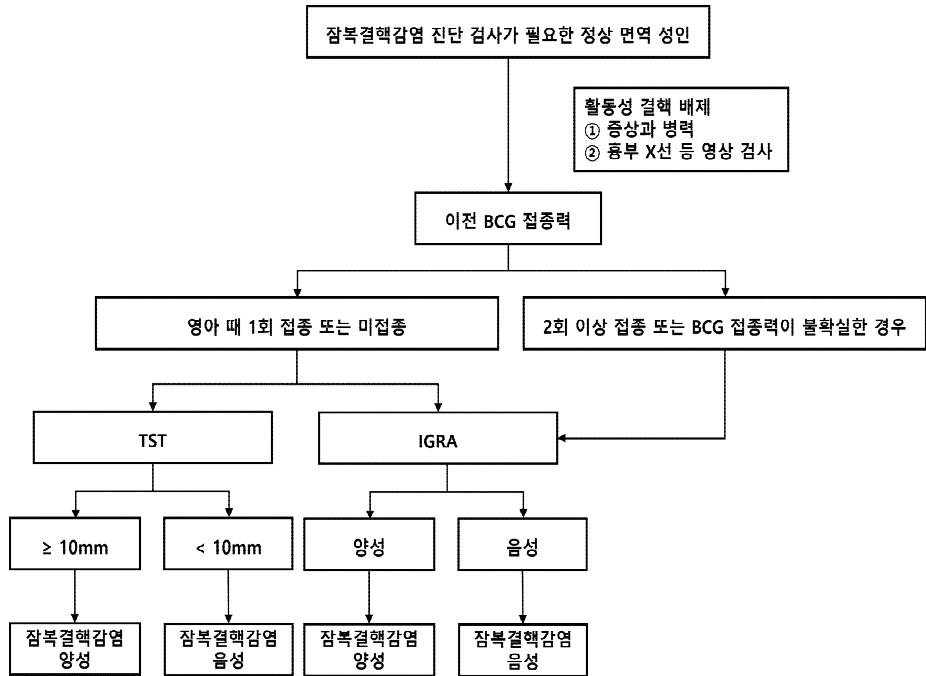 잠복결핵감염 진단 검사가 필요한 정상 면역 성인
활동성 결핵 배제
① 증상과 병력
② 흉부 X선 등 영상 검사
이전 BCG 접종력
영아 때 1회 접종 또는 미접종
2회 이상 접종 또는 BCG 접종력이 불확실한 경우
TST
IGRA
≥ 10mm
< 10mm
양성
음성
잠복결핵감염
양성
잠복결핵감염
음성
잠복결핵감염
양성
잠복결핵감염
음성